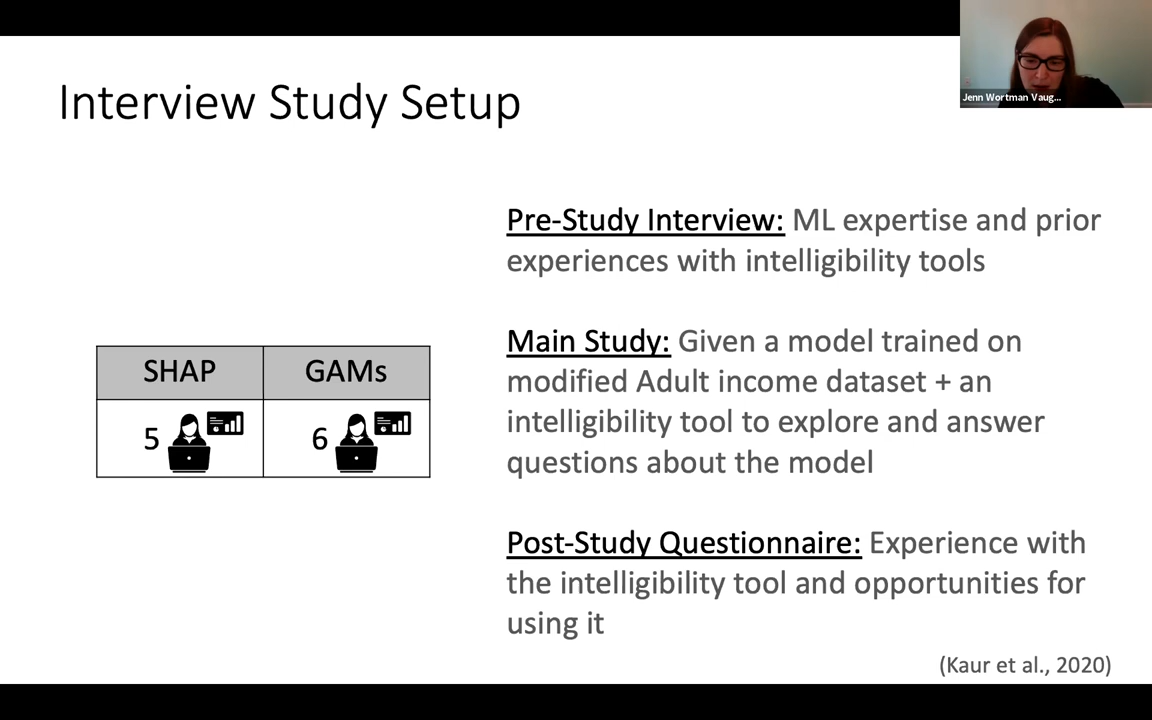 Jenn Wortman Vaug...
Interview Study Setup
Pre-Study Interview: ML expertise and prior
experiences with intelligibility tools
Main Study: Given a model trained on
modified Adult income dataset + an
intelligibility tool to explore and answer
questions about the model
SHAP GAMs
5 6
Post-Study Questionnaire: Experience with
the intelligibility tool and opportunities for
using it
(Kaur et al., 2020)